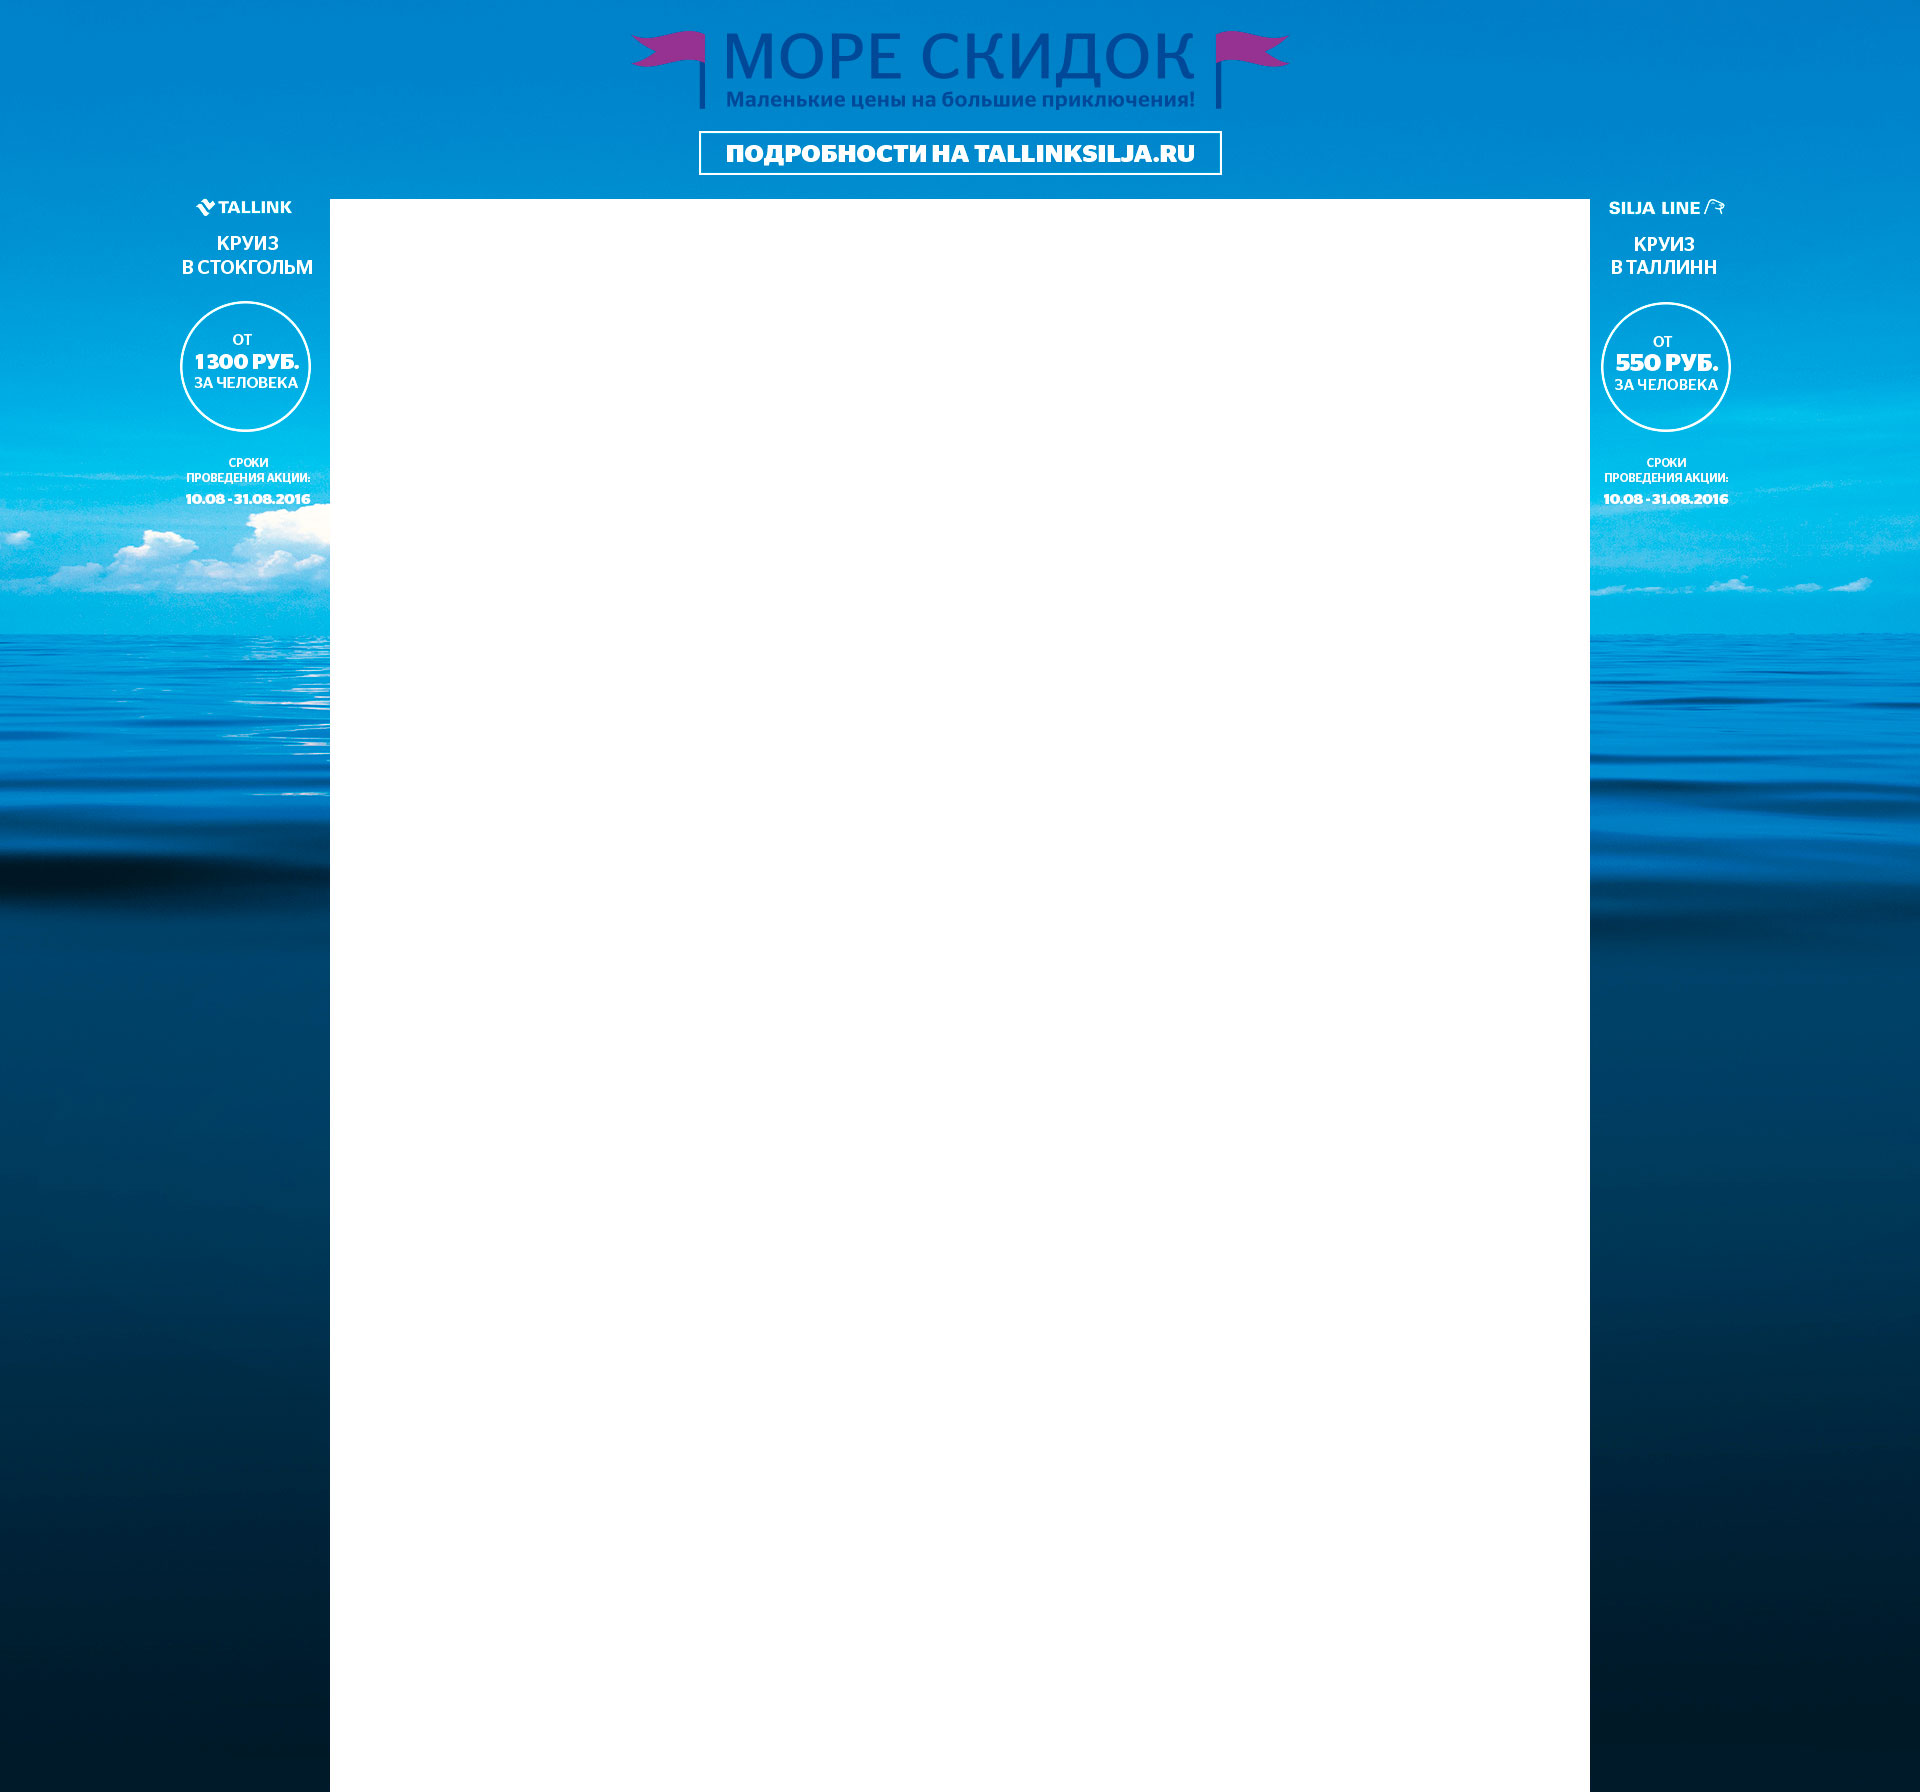 МОРЕ СКИДОК
Маленькие цены на большие приключения!
ПОДРОБНОСТИ НА TALLINKSILJA.RU
TALLINK
КРУИЗ
В СТОКГОЛЬМ
ОТ
1300 РУБ.
ЗА ЧЕЛОВЕКА
СРОКИ
ПРОВЕДЕНИЯ АКЦИИ:
10.08 - 31.08.2016
SILJA LINE
КРУИЗ
В ТАЛЛИНН
ОТ
550 РУБ.
ЗА ЧЕЛОВЕКА
СРОКИ
ПРОВЕДЕНИЯ АКЦИИ:
10.08 - 31.08.2016